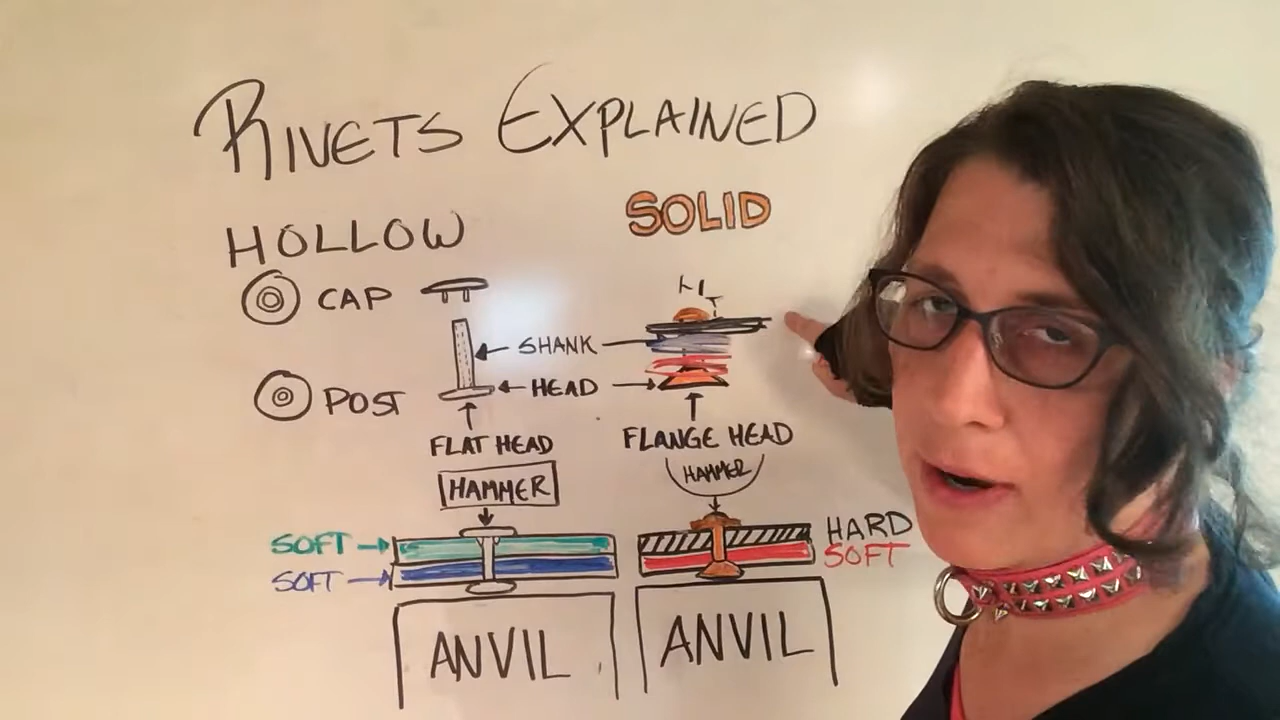 RIVETS EXPLAINED
HOLLOW
SOLID
CAP
SHANK
HEAD
POST
FLAT HEAD
FLANGE HEAD
HAMMER
HAMMER
SOFT
SOFT
HARD
SOFT
ANVIL
ANVIL